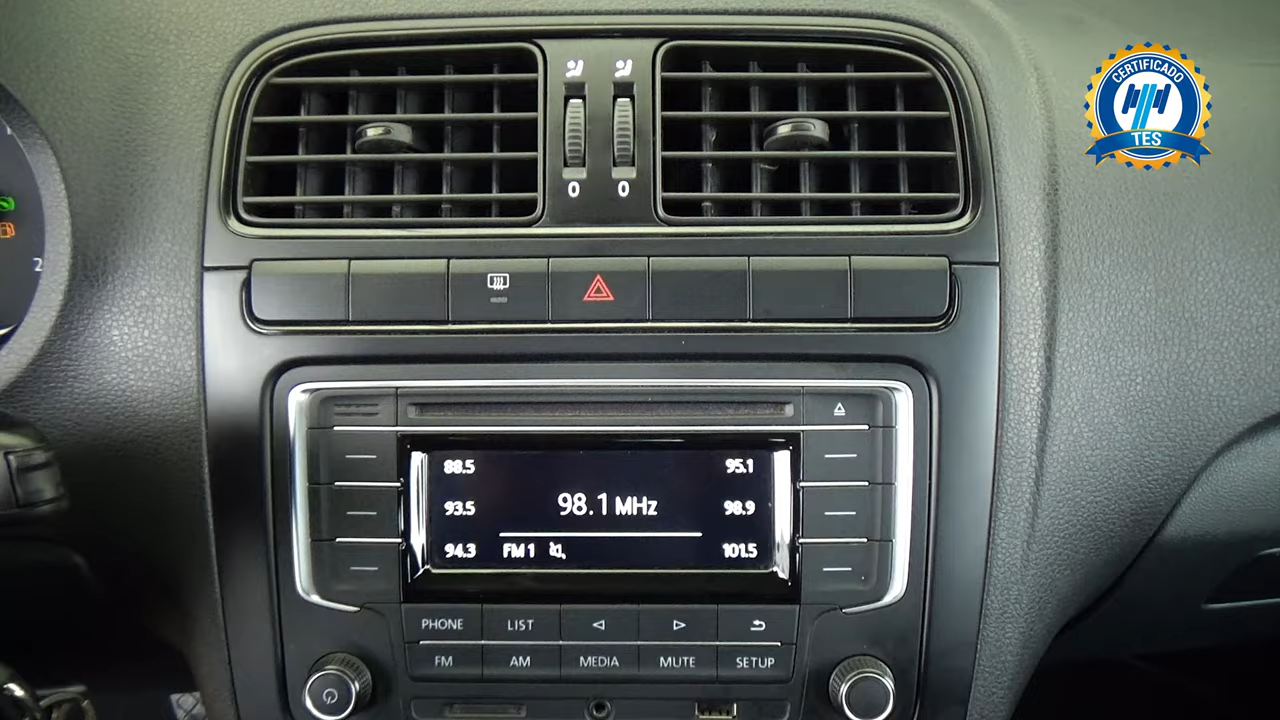 CERTIFICADO
TES
0 0
2
88.5 95.1
98.1 MHz
93.5 98.9
94.3 FM1 101.5
PHONE LIST
FM AM MEDIA MUTE SETUP